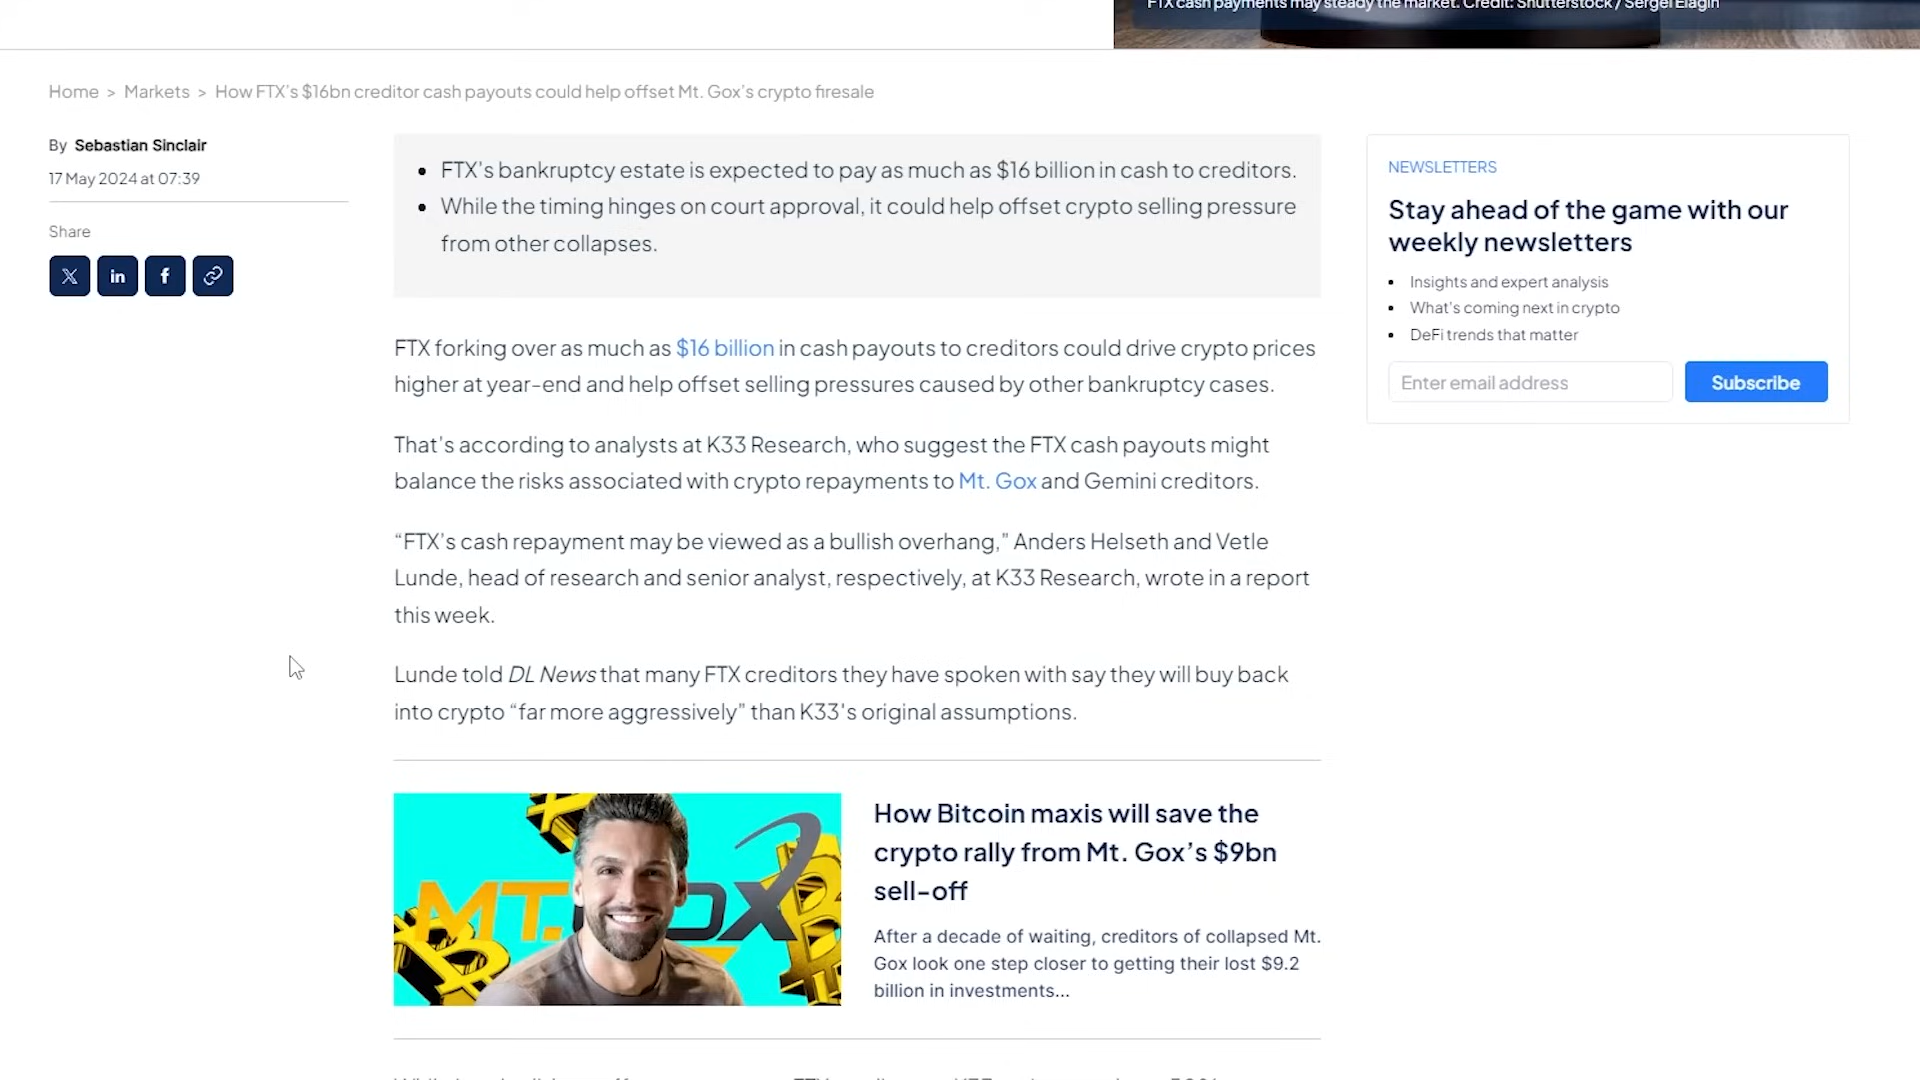 FTX cash payments may steady the market. Credit: Shutterstock / Sergei Elagin
Home > Markets > How FTX's $16bn creditor cash payouts could help offset Mt. Gox's crypto firesale
By Sebastian Sinclair
17 May 2024 at 07:39
Share
• FTX's bankruptcy estate is expected to pay as much as $16 billion in cash to creditors.
• While the timing hinges on court approval, it could help offset crypto selling pressure
from other collapses.
FTX forking over as much as $16 billion in cash payouts to creditors could drive crypto prices
higher at year-end and help offset selling pressures caused by other bankruptcy cases.
That's according to analysts at K33 Research, who suggest the FTX cash payouts might
balance the risks associated with crypto repayments to Mt. Gox and Gemini creditors.
“FTX's cash repayment may be viewed as a bullish overhang,” Anders Helseth and Vetle
Lunde, head of research and senior analyst, respectively, at K33 Research, wrote in a report
this week.
Lunde told DL News that many FTX creditors they have spoken with say they will buy back
into crypto “far more aggressively” than K33's original assumptions.
MT. GOX
How Bitcoin maxis will save the
crypto rally from Mt. Gox’s $9bn
sell-off
After a decade of waiting, creditors of collapsed Mt.
Gox look one step closer to getting their lost $9.2
billion in investments...
NEWSLETTERS
Stay ahead of the game with our
weekly newsletters
• Insights and expert analysis
• What's coming next in crypto
• DeFi trends that matter
Enter email address
Subscribe